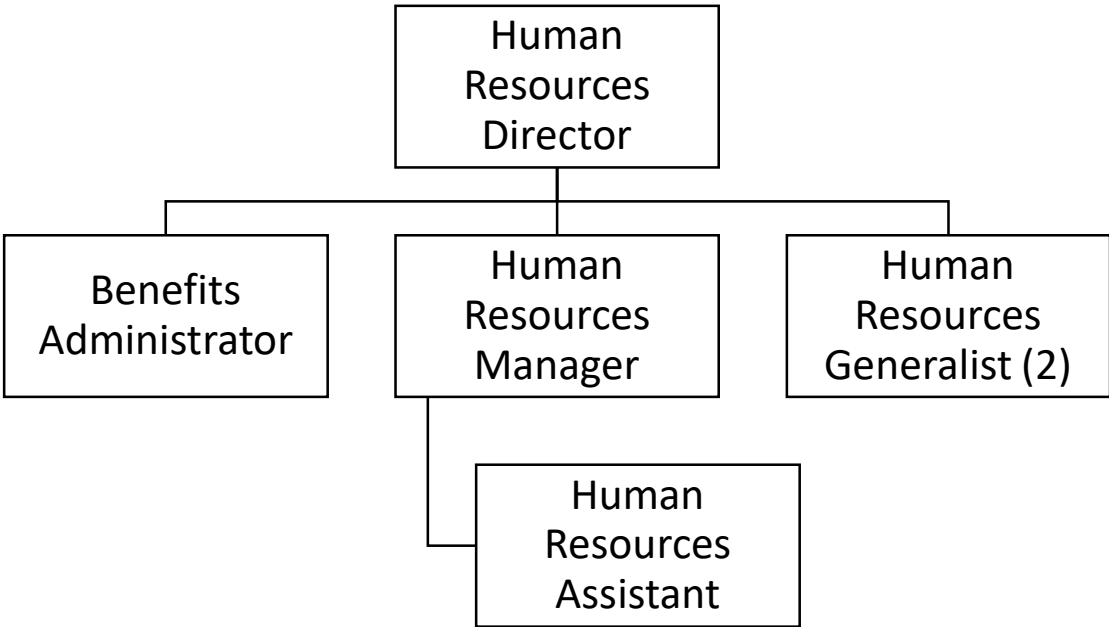 Human
Resources
Director
Benefits
Administrator
Human
Resources
Manager
Human
Resources
Generalist (2)
Human
Resources
Assistant